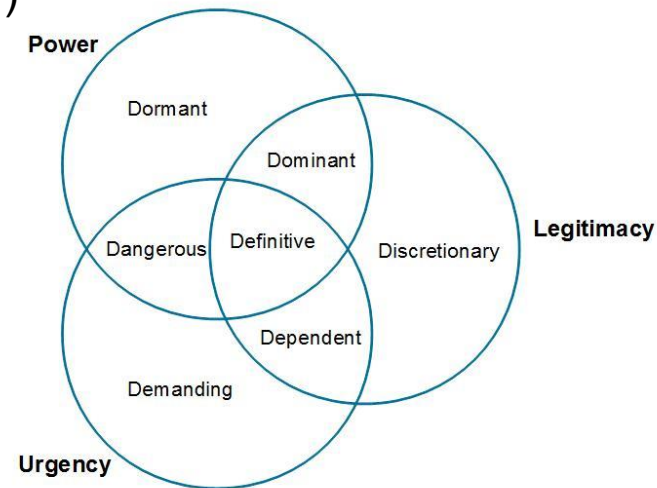 )
Power
Dormant
Dominant
Legitimacy
Dangerous
Definitive
Discretionary
Dependent
Demanding
Urgency